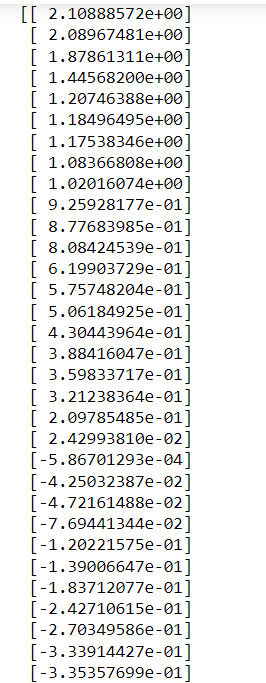 [[ 2.10888572e+00]
[ 2.08967481e+00]
[ 1.87861311e+00]
[ 1.44568200e+00]
[ 1.20746388e+00]
[ 1.18496495e+00]
[ 1.17538346e+00]
[ 1.08366808e+00]
[ 1.02016074e+00]
[ 9.25928177e-01]
[ 8.77683985e-01]
[ 8.08424539e-01]
[ 6.19903729e-01]
[ 5.75748204e-01]
[ 5.06184925e-01]
[ 4.30443964e-01]
[ 3.88416047e-01]
[ 3.59833717e-01]
[ 3.21238364e-01]
[ 2.09785485e-01]
[ 2.42993810e-02]
[-5.86701293e-04]
[-4.25032387e-02]
[-4.72161488e-02]
[-7.69441344e-02]
[-1.20221575e-01]
[-1.39006647e-01]
[-1.83712077e-01]
[-2.42710615e-01]
[-2.70349586e-01]
[-3.33914427e-01]
[-3.35357699e-01]